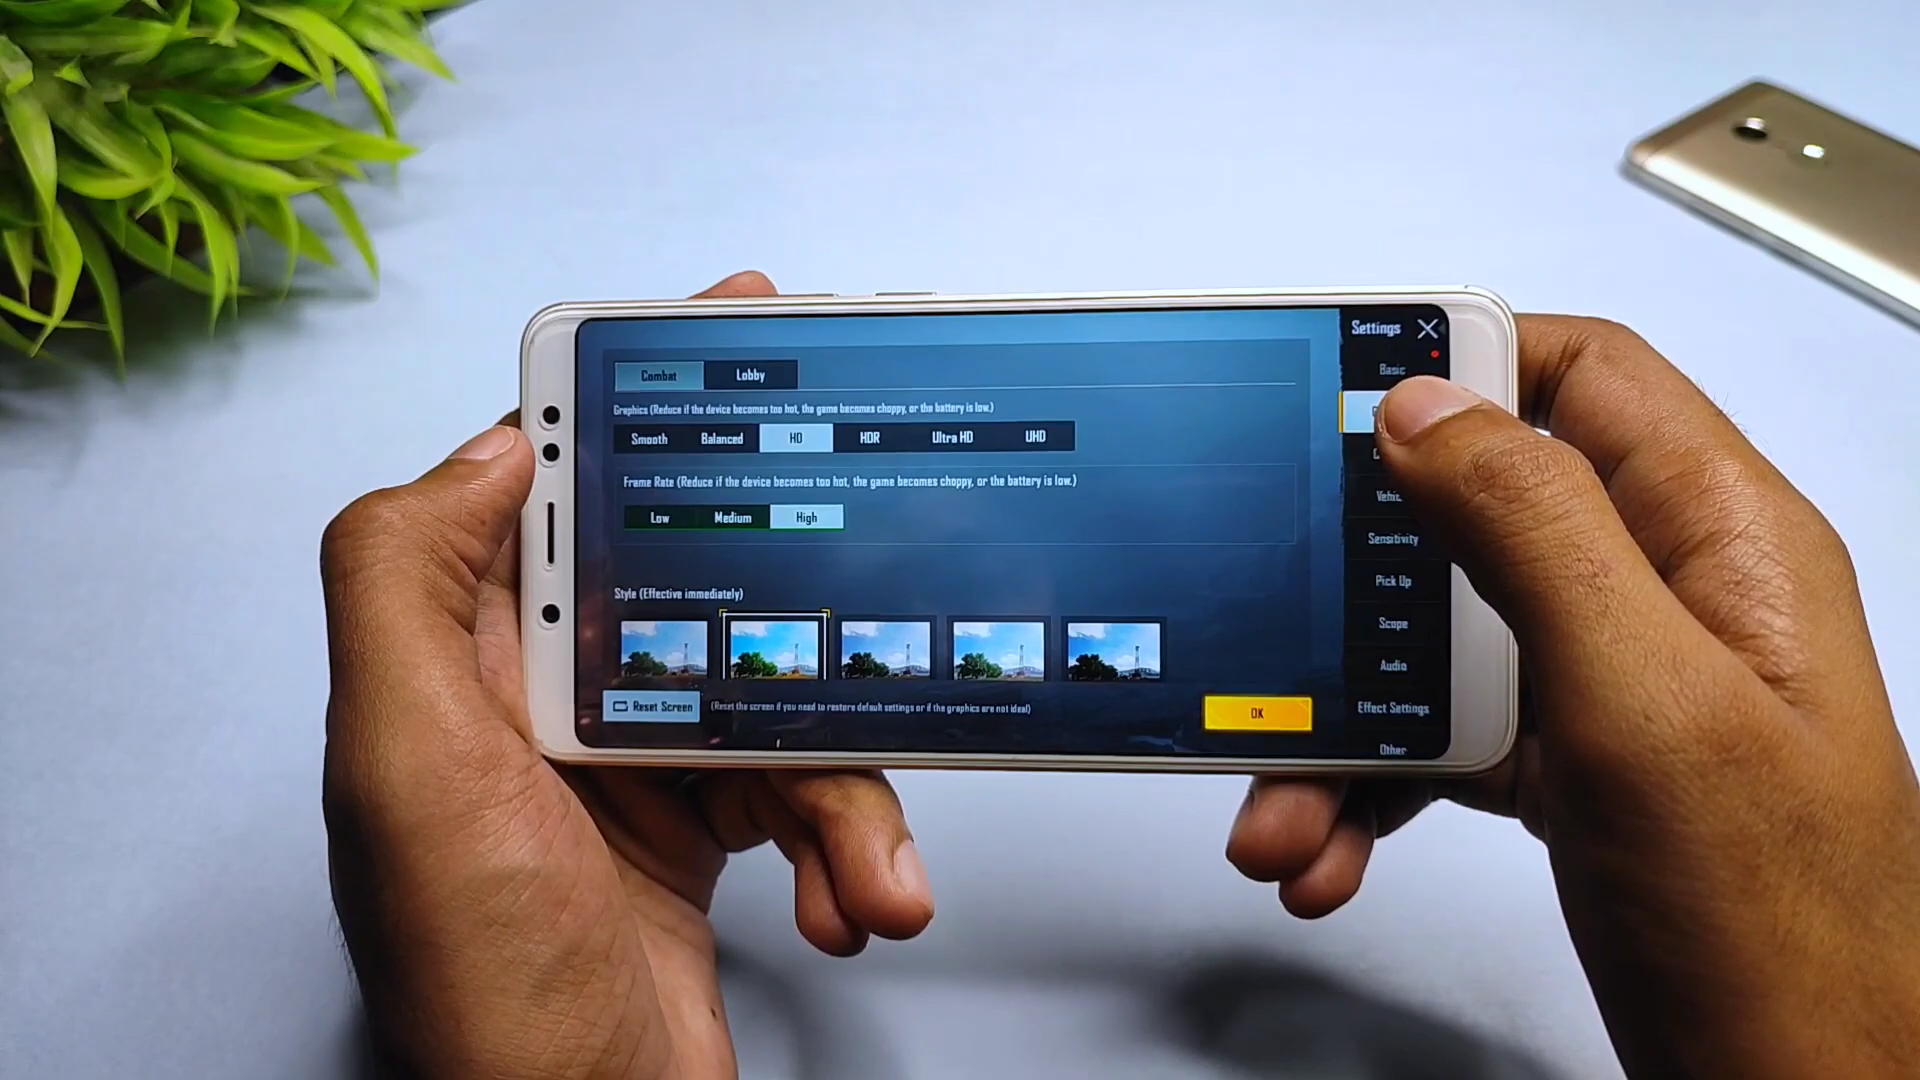 Settings
Combat Lobby
Basic
Graphics (Reduce if the device becomes too hot, the game becomes choppy, or the battery is low.)
Smooth Balanced HD HDR Ultra HD UHD
Frame Rate (Reduce if the device becomes too hot, the game becomes choppy, or the battery is low.)
Low Medium High
Sensitivity
Pick Up
Style (Effective immediately)
Scope
Audio
Reset Screen (Reset the screen if you need to restore default settings or if the graphics are not ideal)
OK
Effect Settings
Other